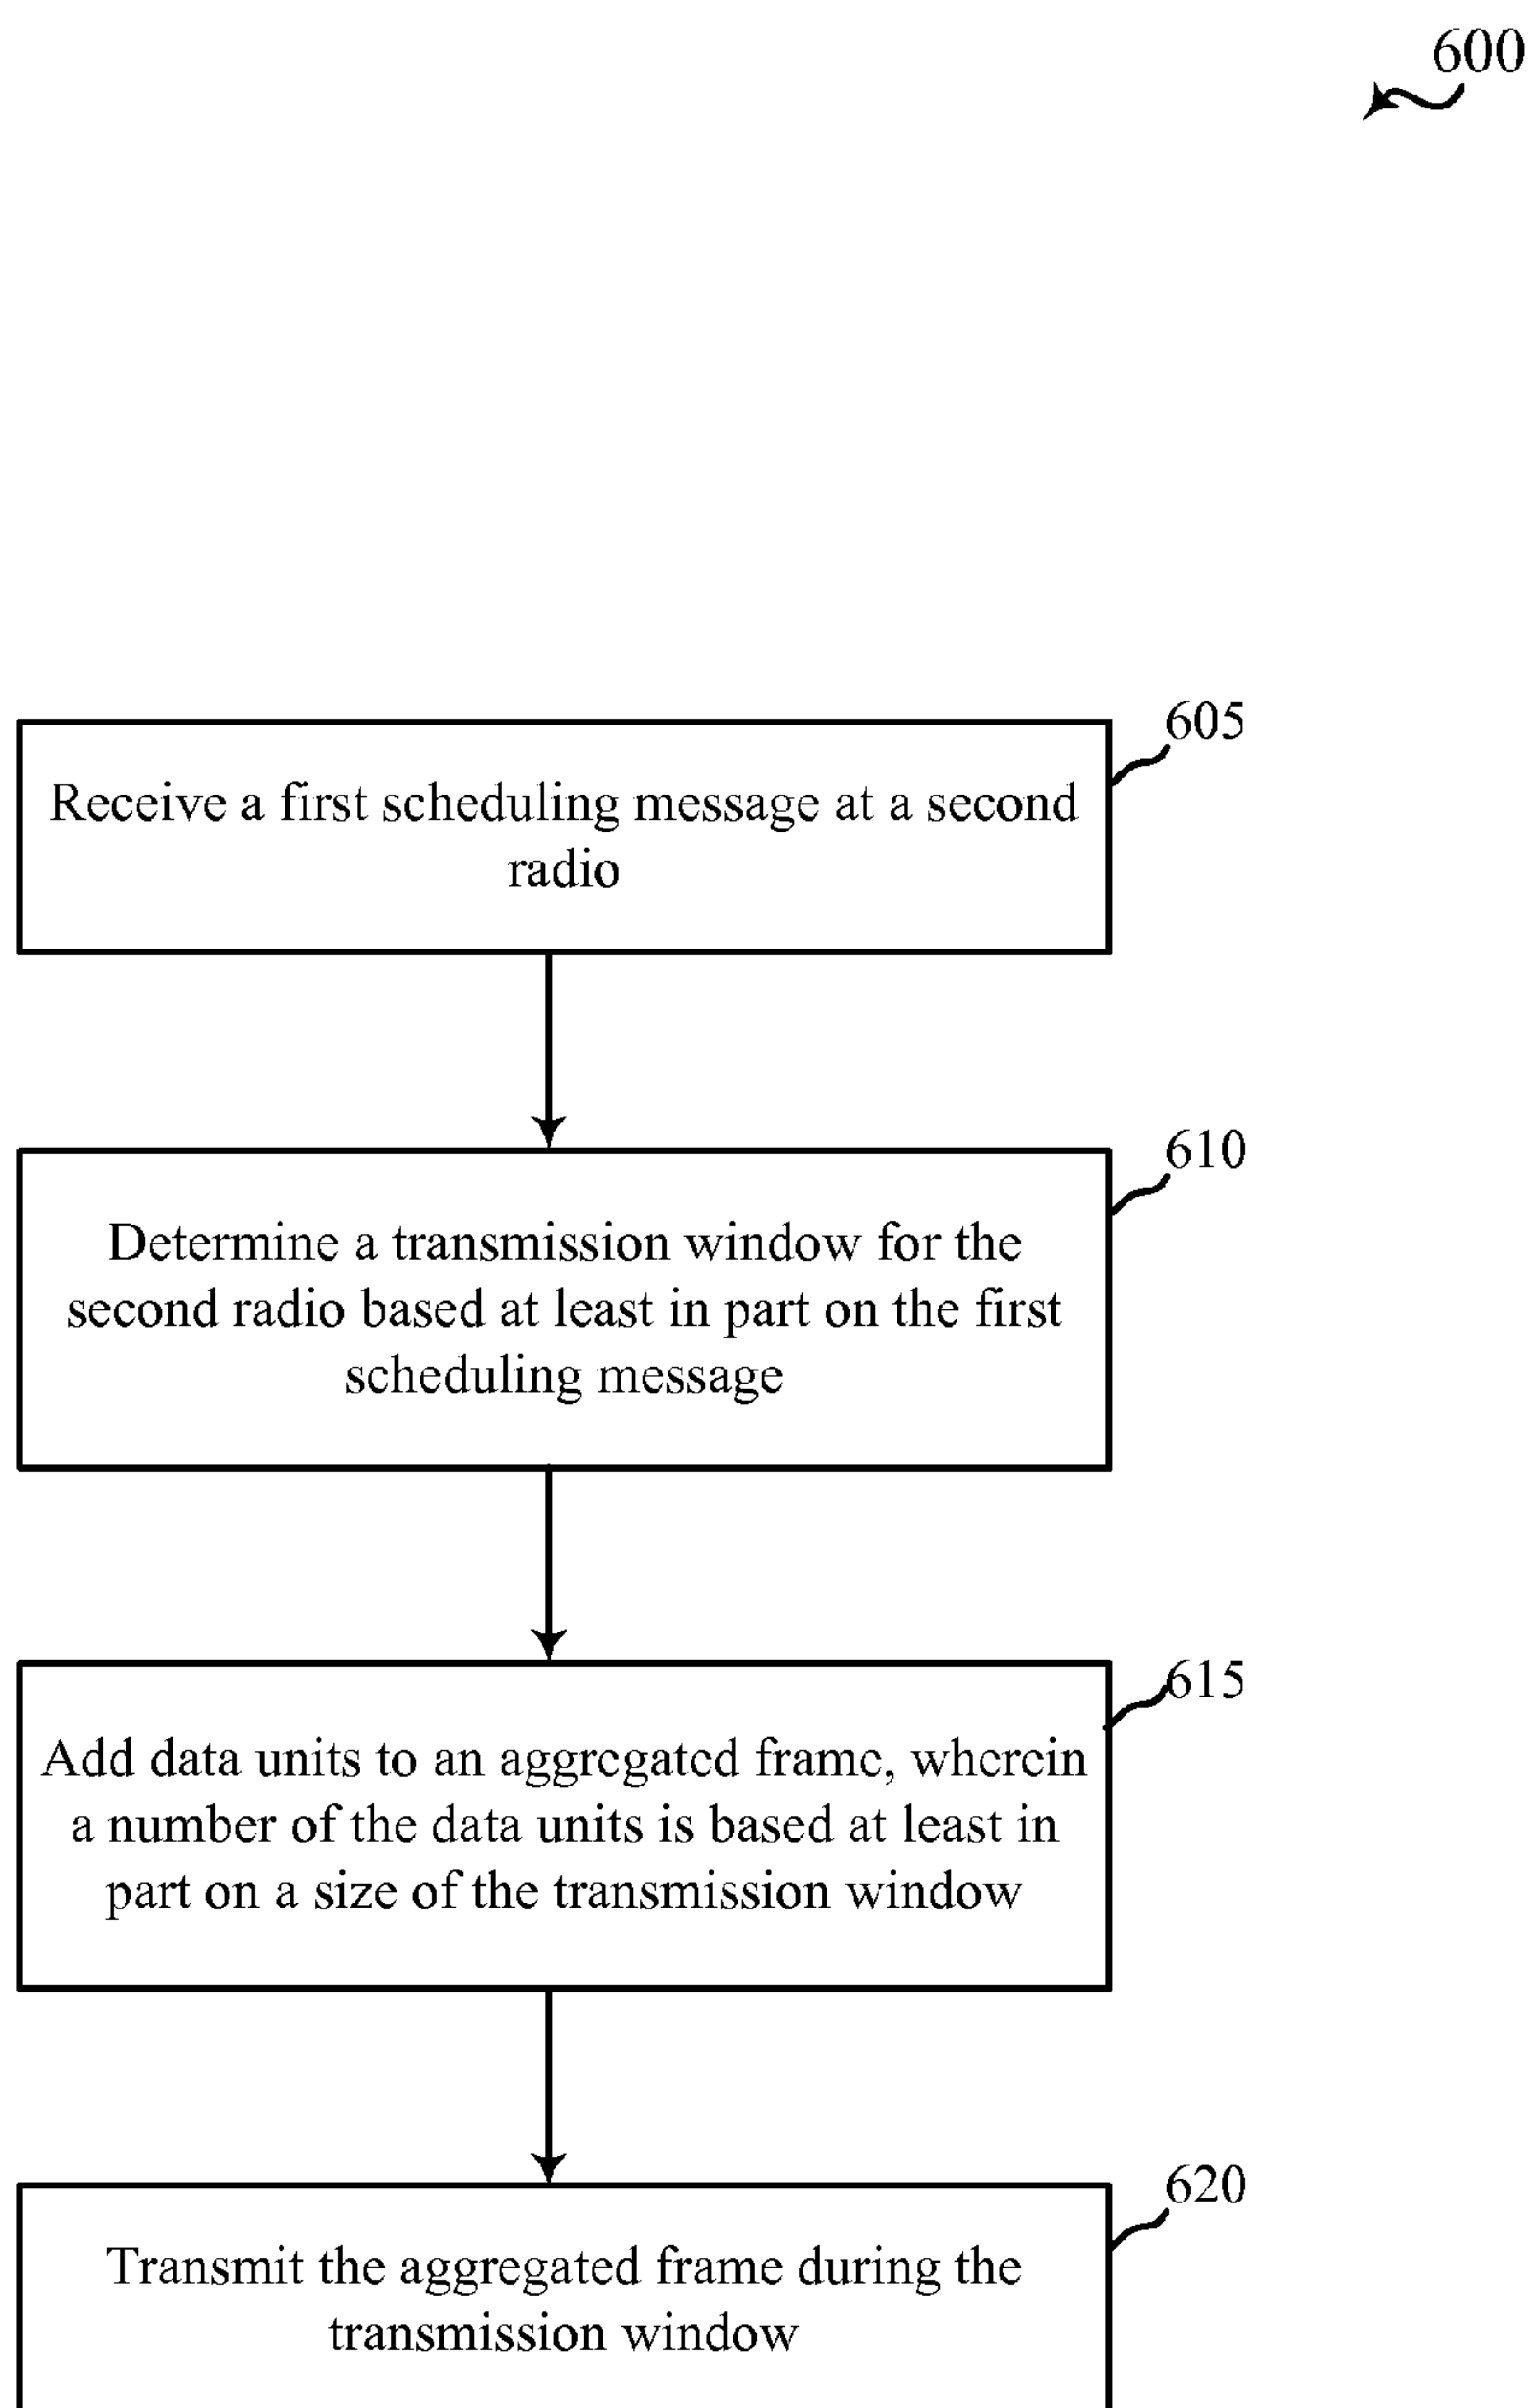 600
605
Receive a first scheduling message at a second
radio
610
Determine a transmission window for the
second radio based at least in part on the first
scheduling message
615
Add data units to an aggregated frame, wherein
a number of the data units is based at least in
part on a size of the transmission window
620
Transmit the aggregated frame during the
transmission window